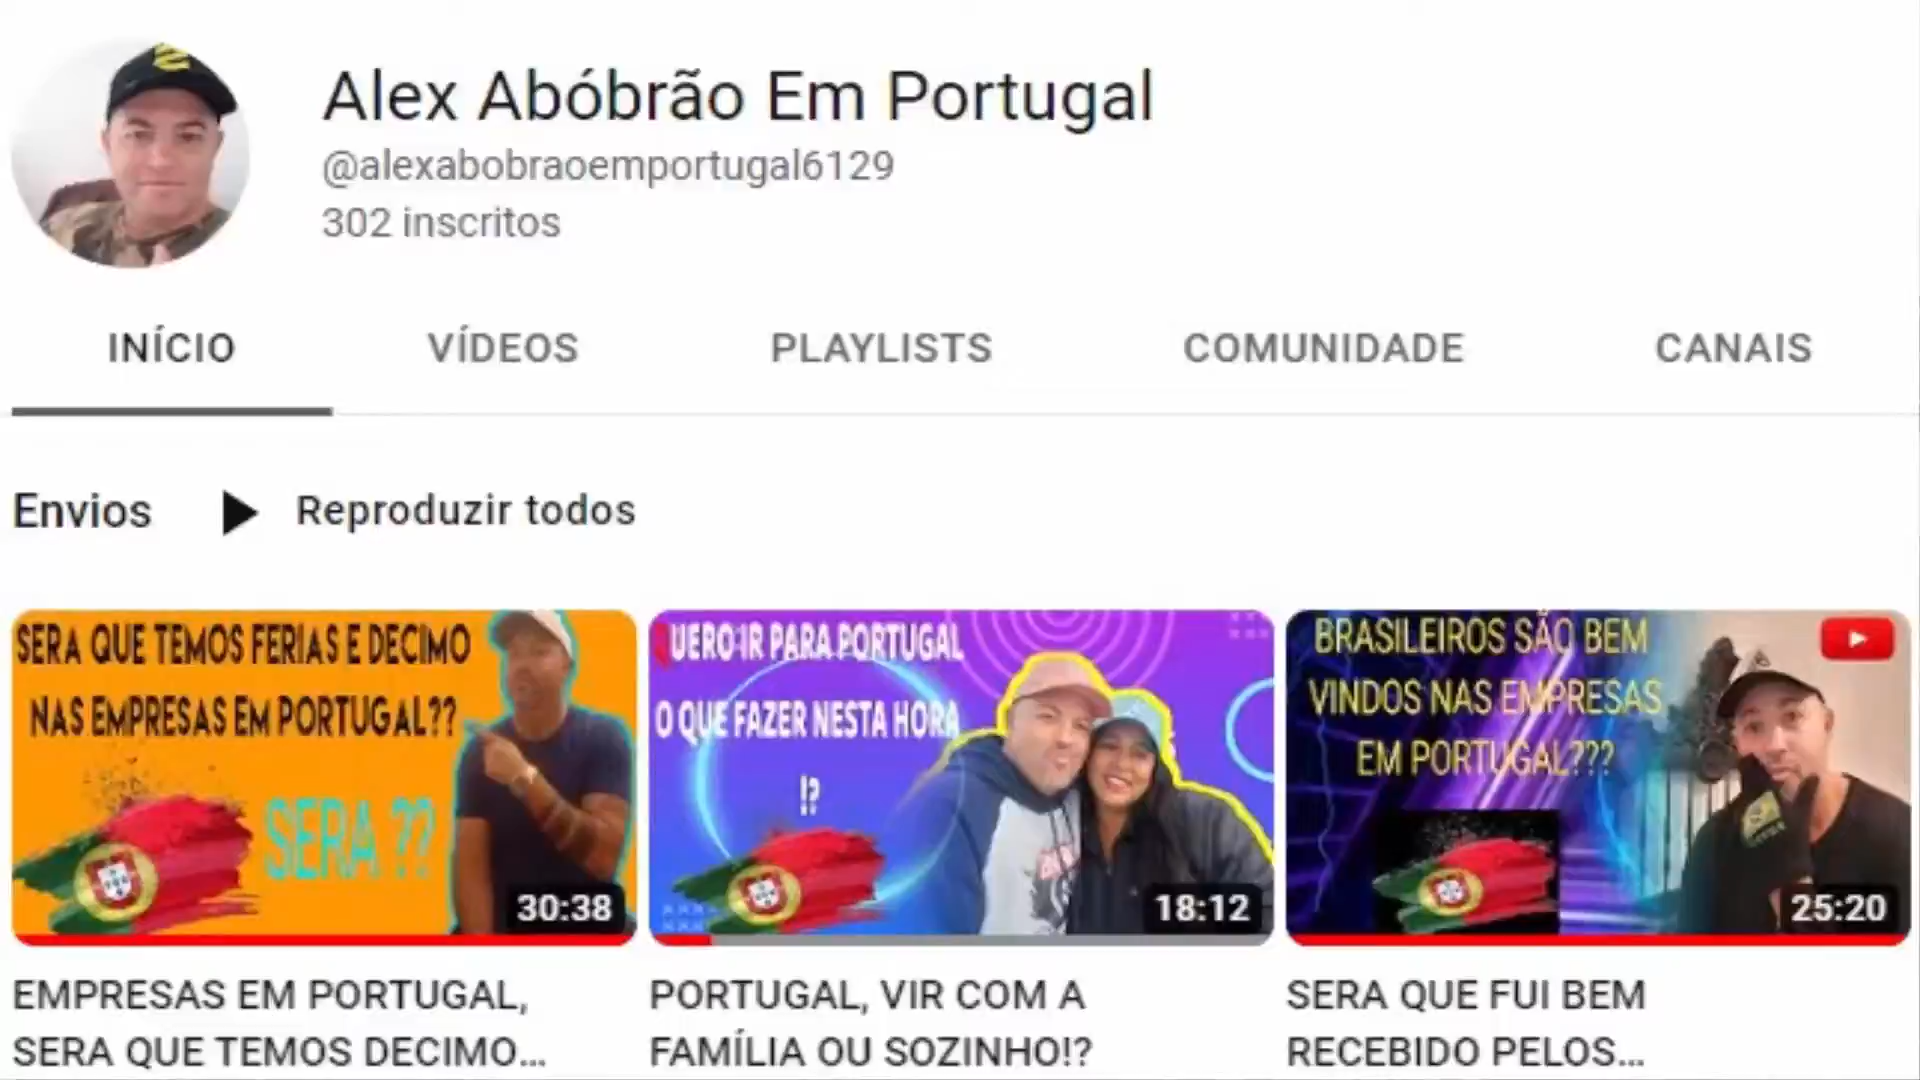 Alex Abóbrão Em Portugal
@alexabobraoemportugal6129
302 inscritos
INÍCIO VÍDEOS PLAYLISTS COMUNIDADE CANAIS
Envios Reproduzir todos
SERA QUE TEMOS FERIAS E DECIMO
NAS EMPRESAS EM PORTUGAL??
SERA ??
30:38
UERO IR PARA PORTUGAL
O QUE FAZER NESTA HORA
!?
18:12
BRASILEIROS SÃO BEM
VINDOS NAS EMPRESAS
EM PORTUGAL???
25:20
EMPRESAS EM PORTUGAL,
SERA QUE TEMOS DECIMO...
PORTUGAL, VIR COM A
FAMÍLIA OU SOZINHO!?
SERA QUE FUI BEM
RECEBIDO PELOS...